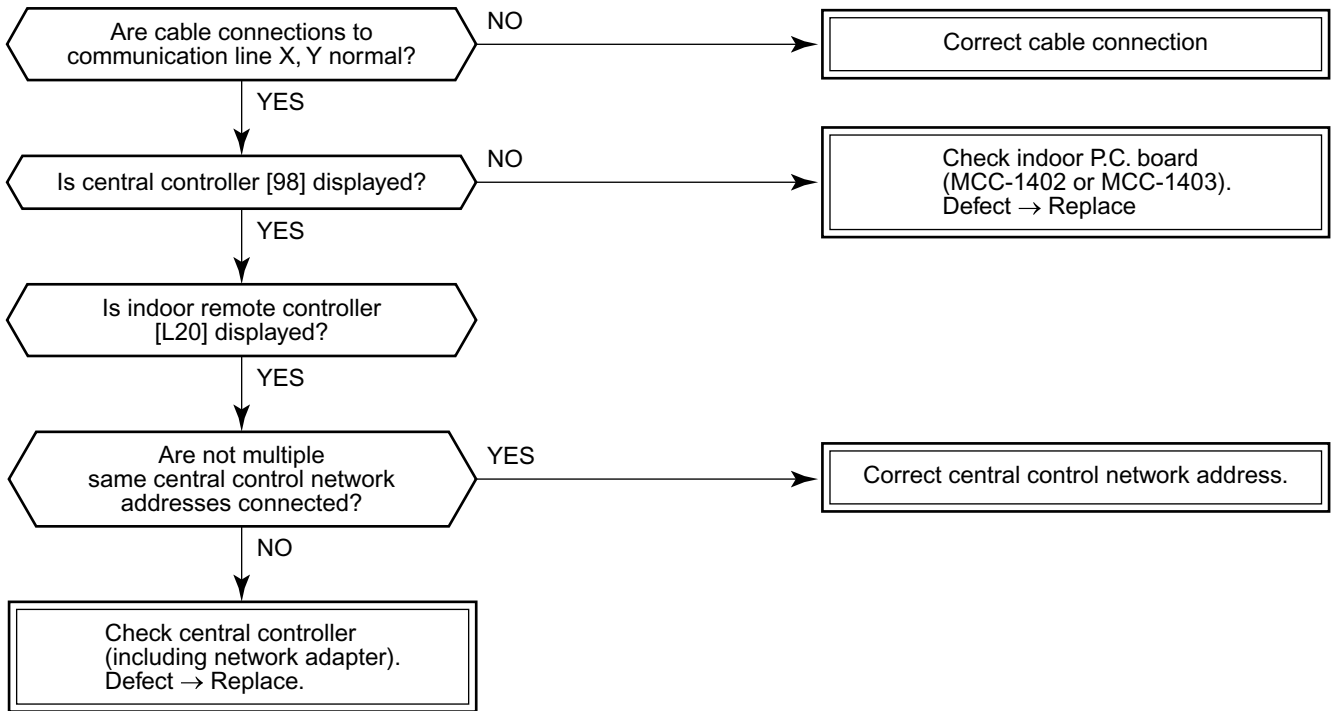 Are cable connections to
communication line X, Y normal?
NO
Correct cable connection
YES
Is central controller [98] displayed?
NO
Check indoor P.C. board
(MCC-1402 or MCC-1403).
Defect → Replace
YES
Is indoor remote controller
[L20] displayed?
YES
Are not multiple
same central control network
addresses connected?
YES
Correct central control network address.
NO
Check central controller
(including network adapter).
Defect → Replace.